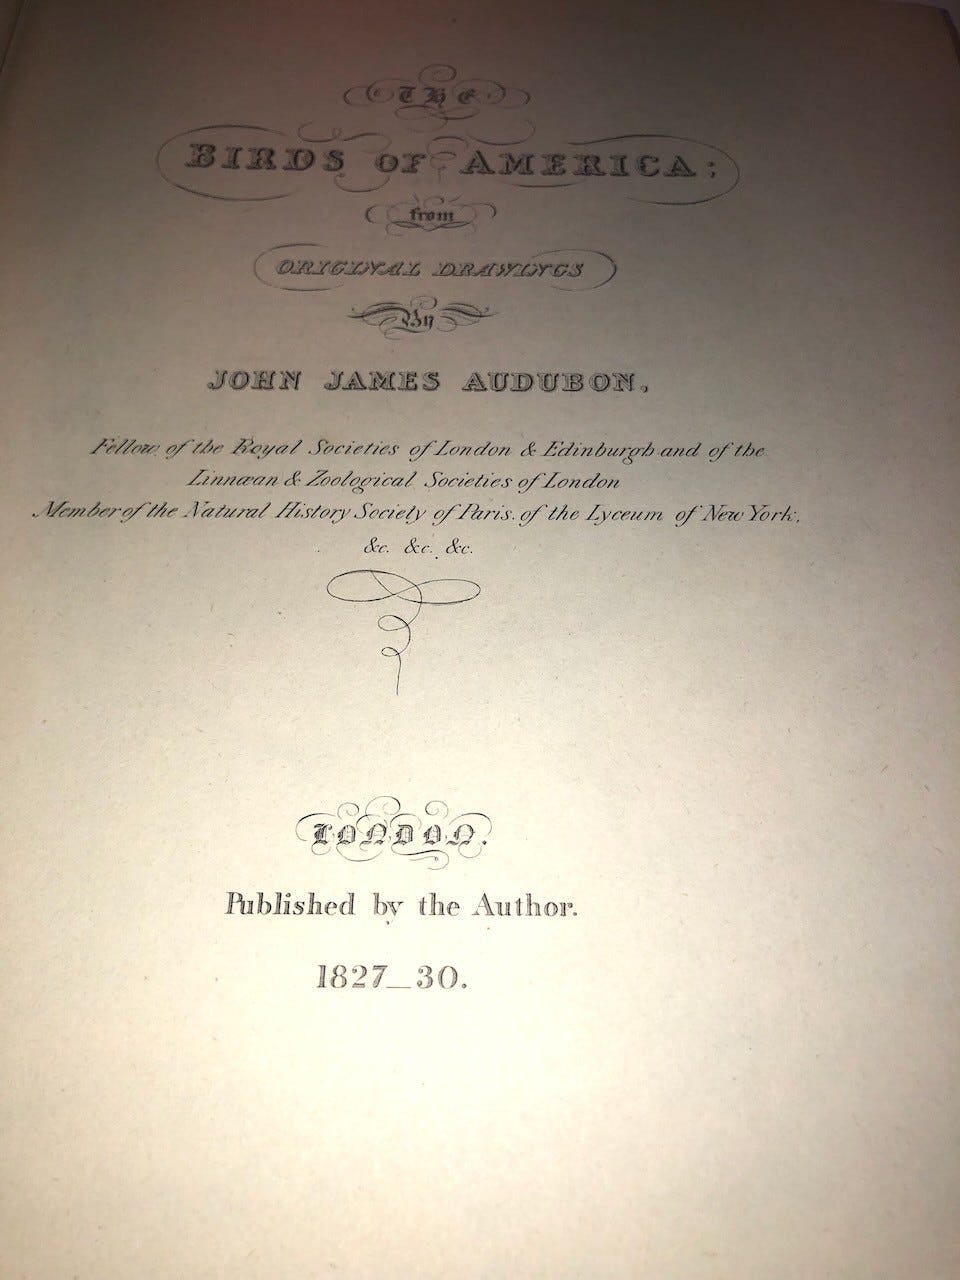 THE
BIRDS OF AMERICA;
from
ORIGINAL DRAWINGS
By
JOHN JAMES AUDUBON,
Fellow of the Royal Societies of London & Edinburgh and of the
Linnæan & Zoological Societies of London
Member of the Natural History Society of Paris. of the Lyceum of New York,
&c. &c. &c.
LONDON.
Published by the Author.
1827_30.